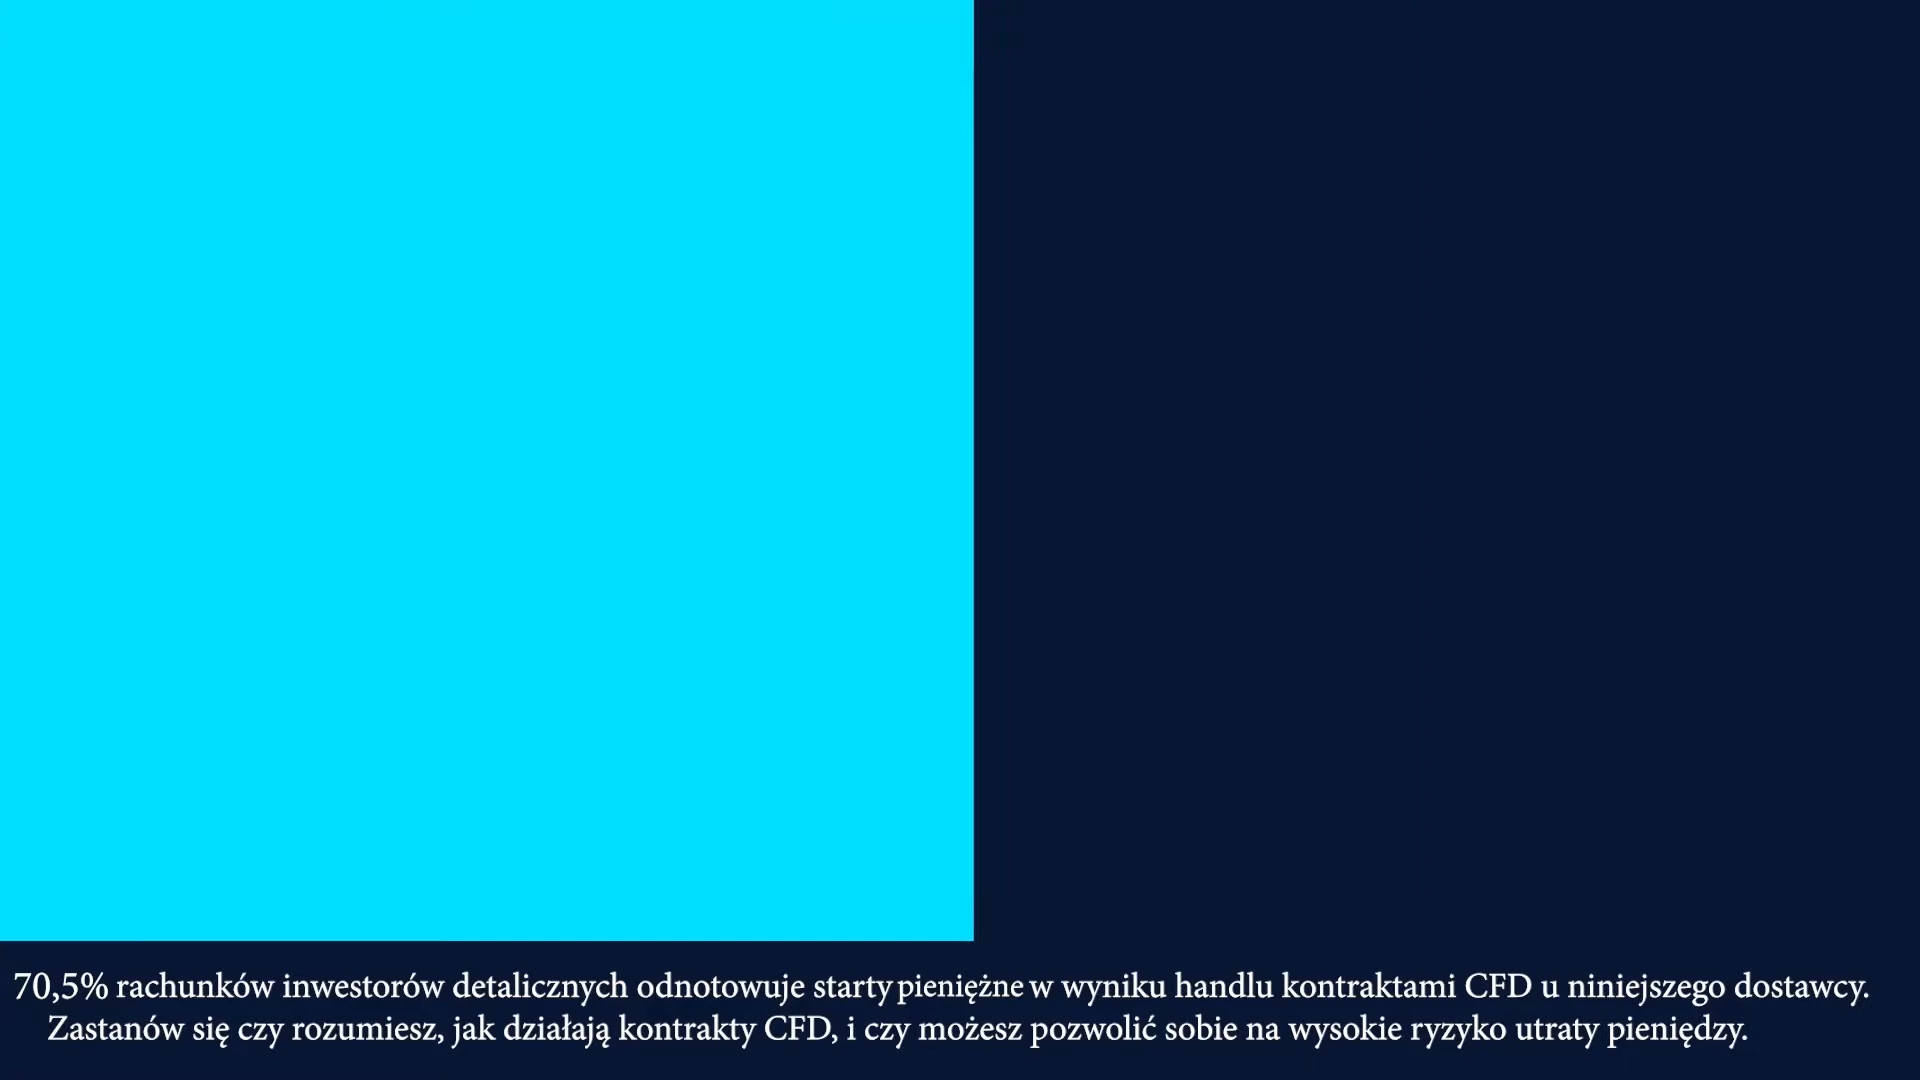 70,5% rachunków inwestorów detalicznych odnotowuje starty pieniężne w wyniku handlu kontraktami CFD u niniejszego dostawcy.
Zastanów się czy rozumiesz, jak działają kontrakty CFD, i czy możesz pozwolić sobie na wysokie ryzyko utraty pieniędzy.